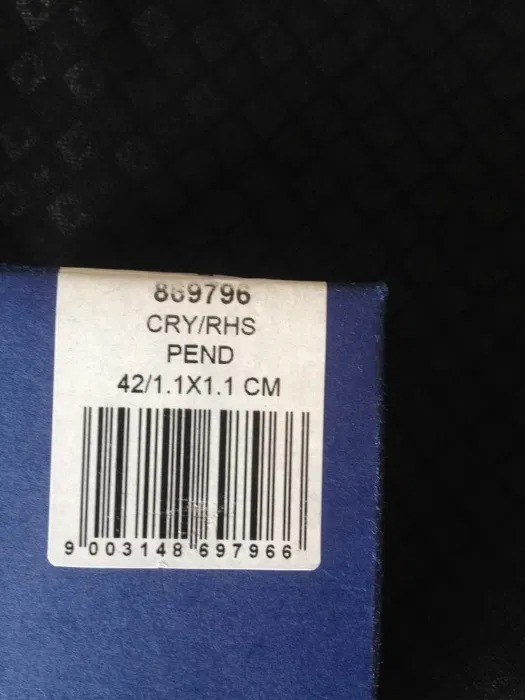 869796
CRY/RHS
PEND
42/1.1X1.1 CM
9 003148 697966